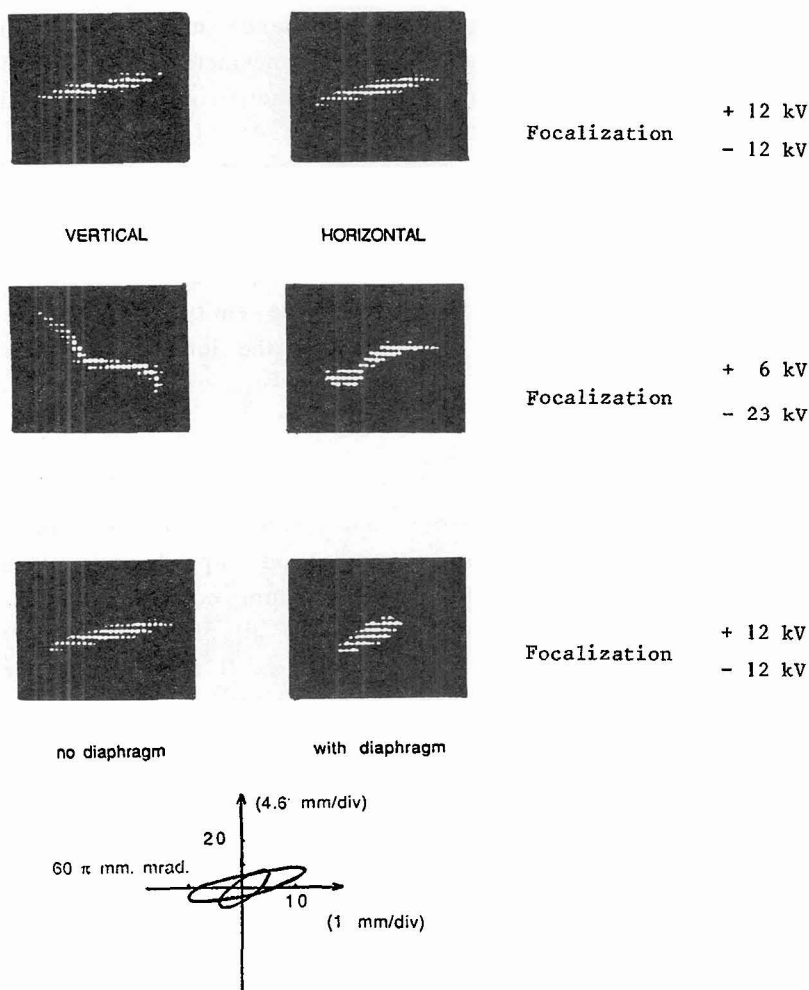 + 12 kV
Focalization
- 12 kV
VERTICAL HORIZONTAL
+ 6 kV
Focalization
- 23 kV
+ 12 kV
Focalization
- 12 kV
no diaphragm with diaphragm
(4.6 mm/div)
20
60 π mm. mrad.
10
(1 mm/div)